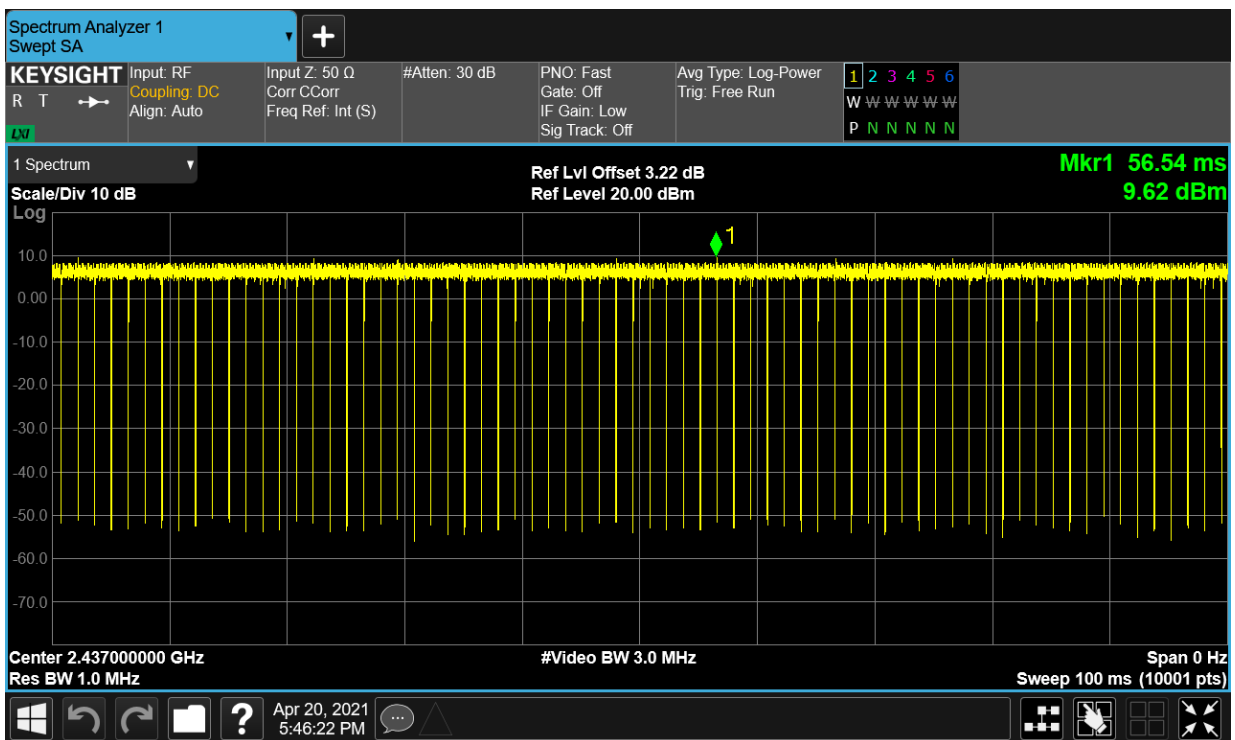 Spectrum Analyzer 1
Swept SA
KEYSIGHT
R T
LXI
Input: RF
Coupling: DC
Align: Auto
Input Z: 50 Ω
Corr CCorr
Freq Ref: Int (S)
#Atten: 30 dB
PNO: Fast
Gate: Off
IF Gain: Low
Sig Track: Off
Avg Type: Log-Power
Trig: Free Run
1 2 3 4 5 6
W W W W W W
P N N N N N
1 Spectrum
Scale/Div 10 dB
Log
Ref Lvl Offset 3.22 dB
Ref Level 20.00 dBm
Mkr1 56.54 ms
9.62 dBm
1
10.0
0.00
-10.0
-20.0
-30.0
-40.0
-50.0
-60.0
-70.0
Center 2.437000000 GHz
Res BW 1.0 MHz
#Video BW 3.0 MHz
Span 0 Hz
Sweep 100 ms (10001 pts)
?
Apr 20, 2021
5:46:22 PM